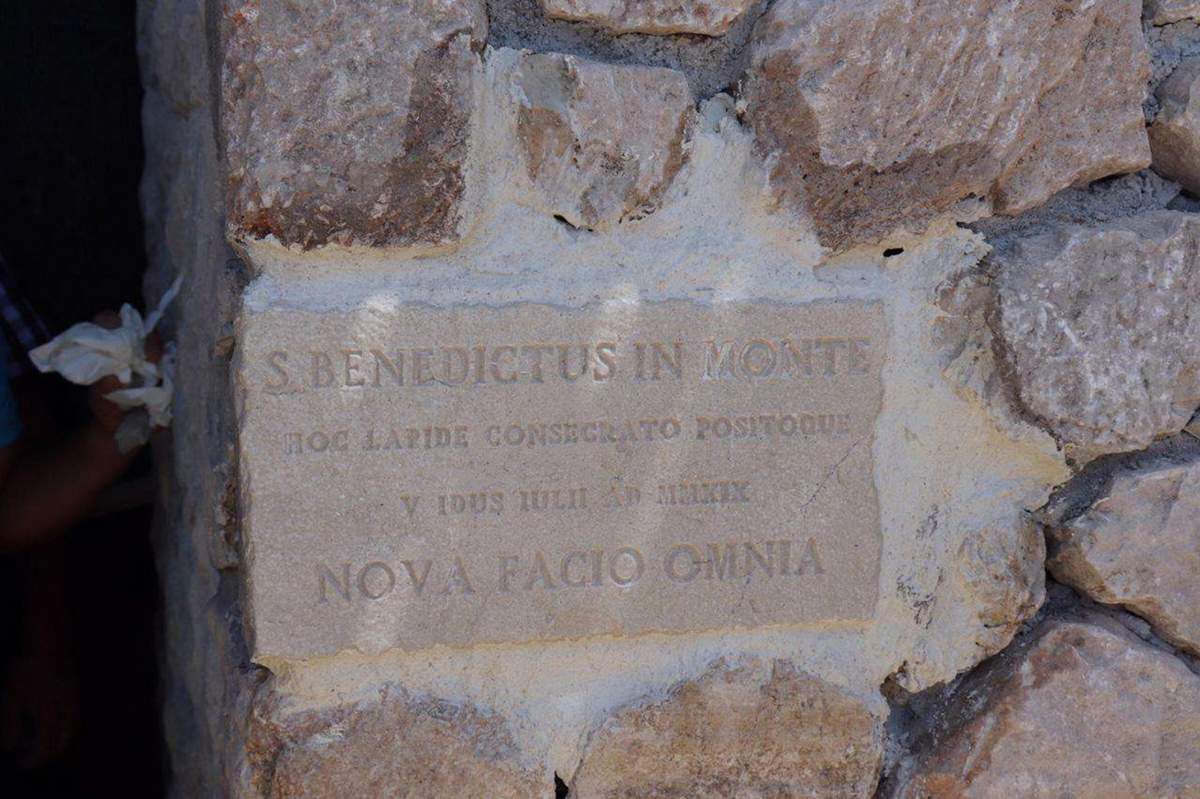 S. BENEDICTUS IN MONTE
HOC LAPIDE CONSECRATO POSITOQUE
V IDUS IULII AD MMXIX
NOVA FACIO OMNIA